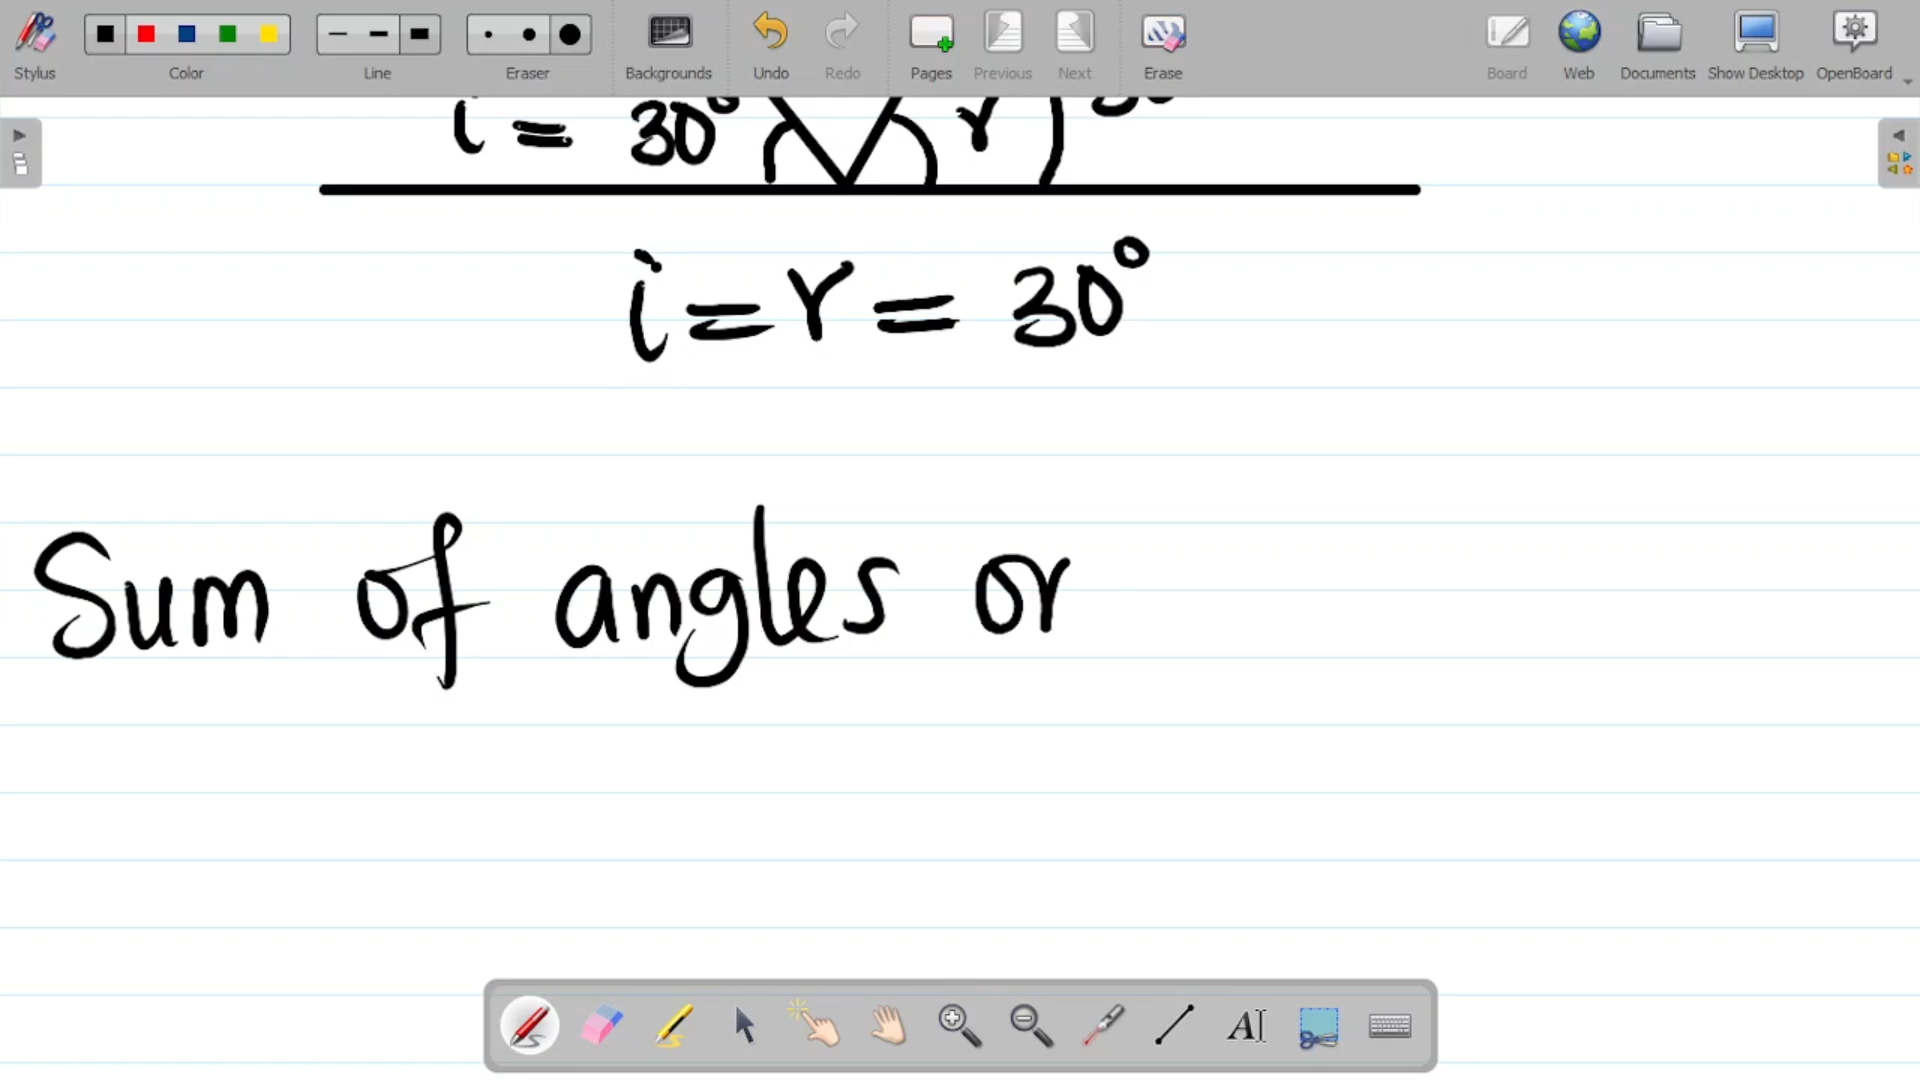 Stylus Color Line Eraser Backgrounds Undo Redo Pages Previous Next Erase Board Web Documents Show Desktop OpenBoard
i = 30° r
i = r = 30°
Sum of angles or